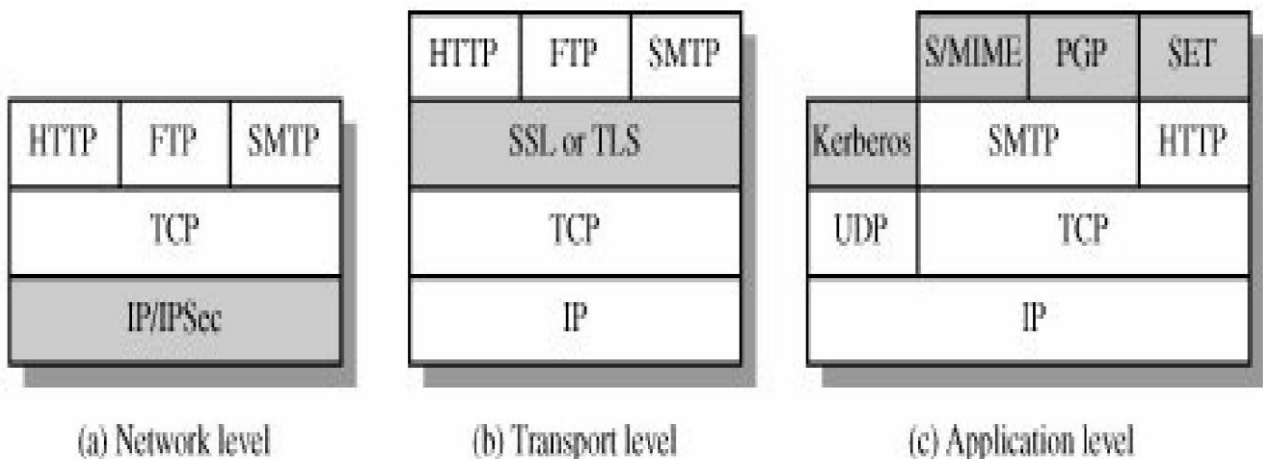 HTTP FTP SMTP
TCP
IP/IPSec
(a) Network level
HTTP FTP SMTP
SSL or TLS
TCP
IP
(b) Transport level
S/MIME PGP SET
Kerberos SMTP HTTP
UDP TCP
IP
(c) Application level